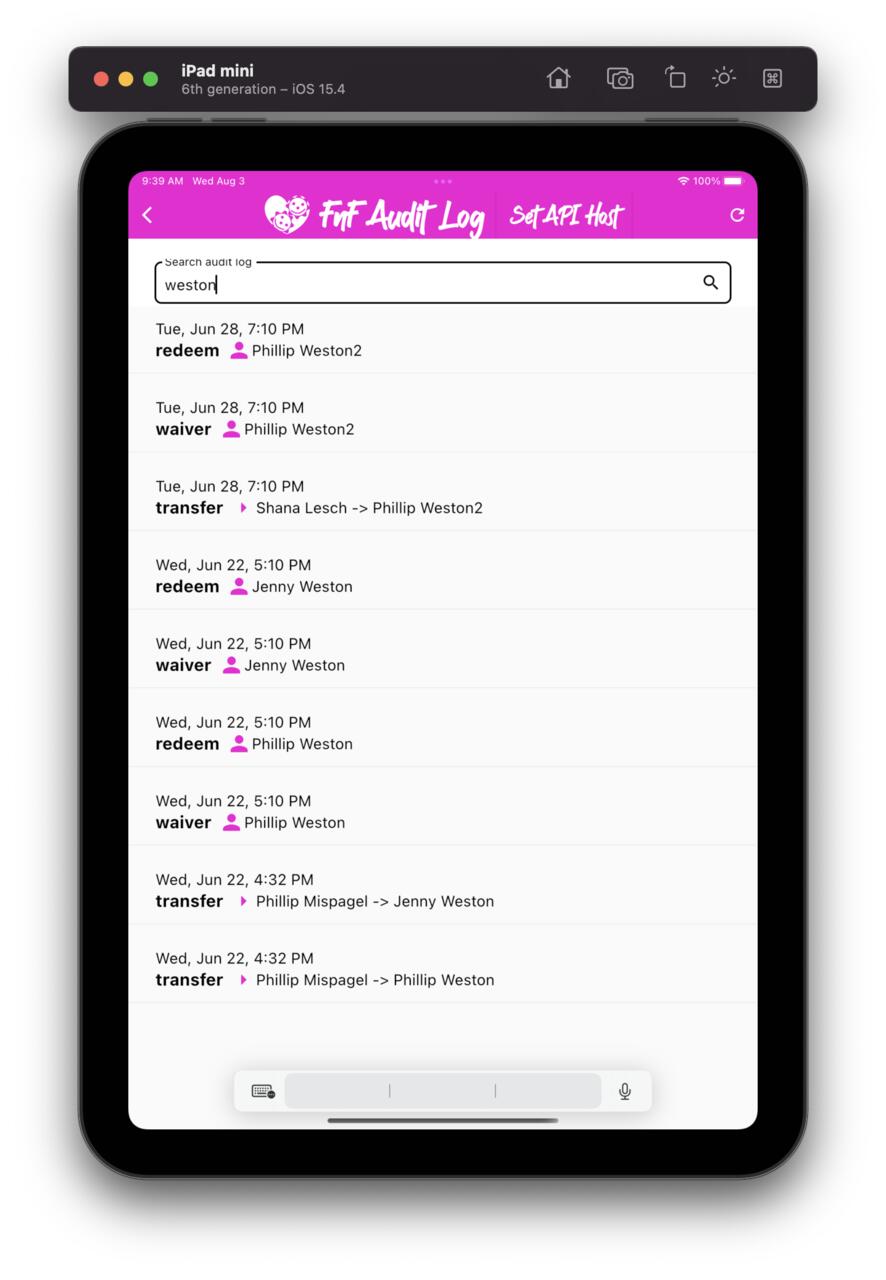 iPad mini
6th generation – iOS 15.4
9:39 AM Wed Aug 3
100%
FnF Audit Log
Set API Host
Search audit log
weston
Tue, Jun 28, 7:10 PM
redeem Phillip Weston2
Tue, Jun 28, 7:10 PM
waiver Phillip Weston2
Tue, Jun 28, 7:10 PM
transfer Shana Lesch -> Phillip Weston2
Wed, Jun 22, 5:10 PM
redeem Jenny Weston
Wed, Jun 22, 5:10 PM
waiver Jenny Weston
Wed, Jun 22, 5:10 PM
redeem Phillip Weston
Wed, Jun 22, 5:10 PM
waiver Phillip Weston
Wed, Jun 22, 4:32 PM
transfer Phillip Mispagel -> Jenny Weston
Wed, Jun 22, 4:32 PM
transfer Phillip Mispagel -> Phillip Weston